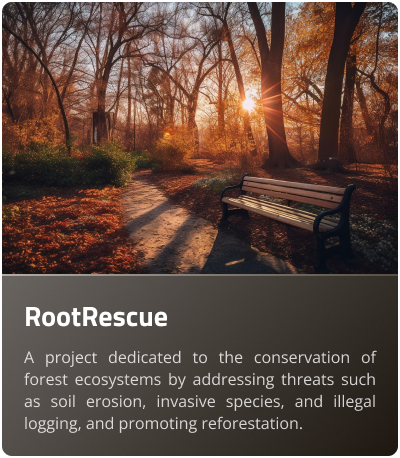 RootRescue
A project dedicated to the conservation of
forest ecosystems by addressing threats such
as soil erosion, invasive species, and illegal
logging, and promoting reforestation.